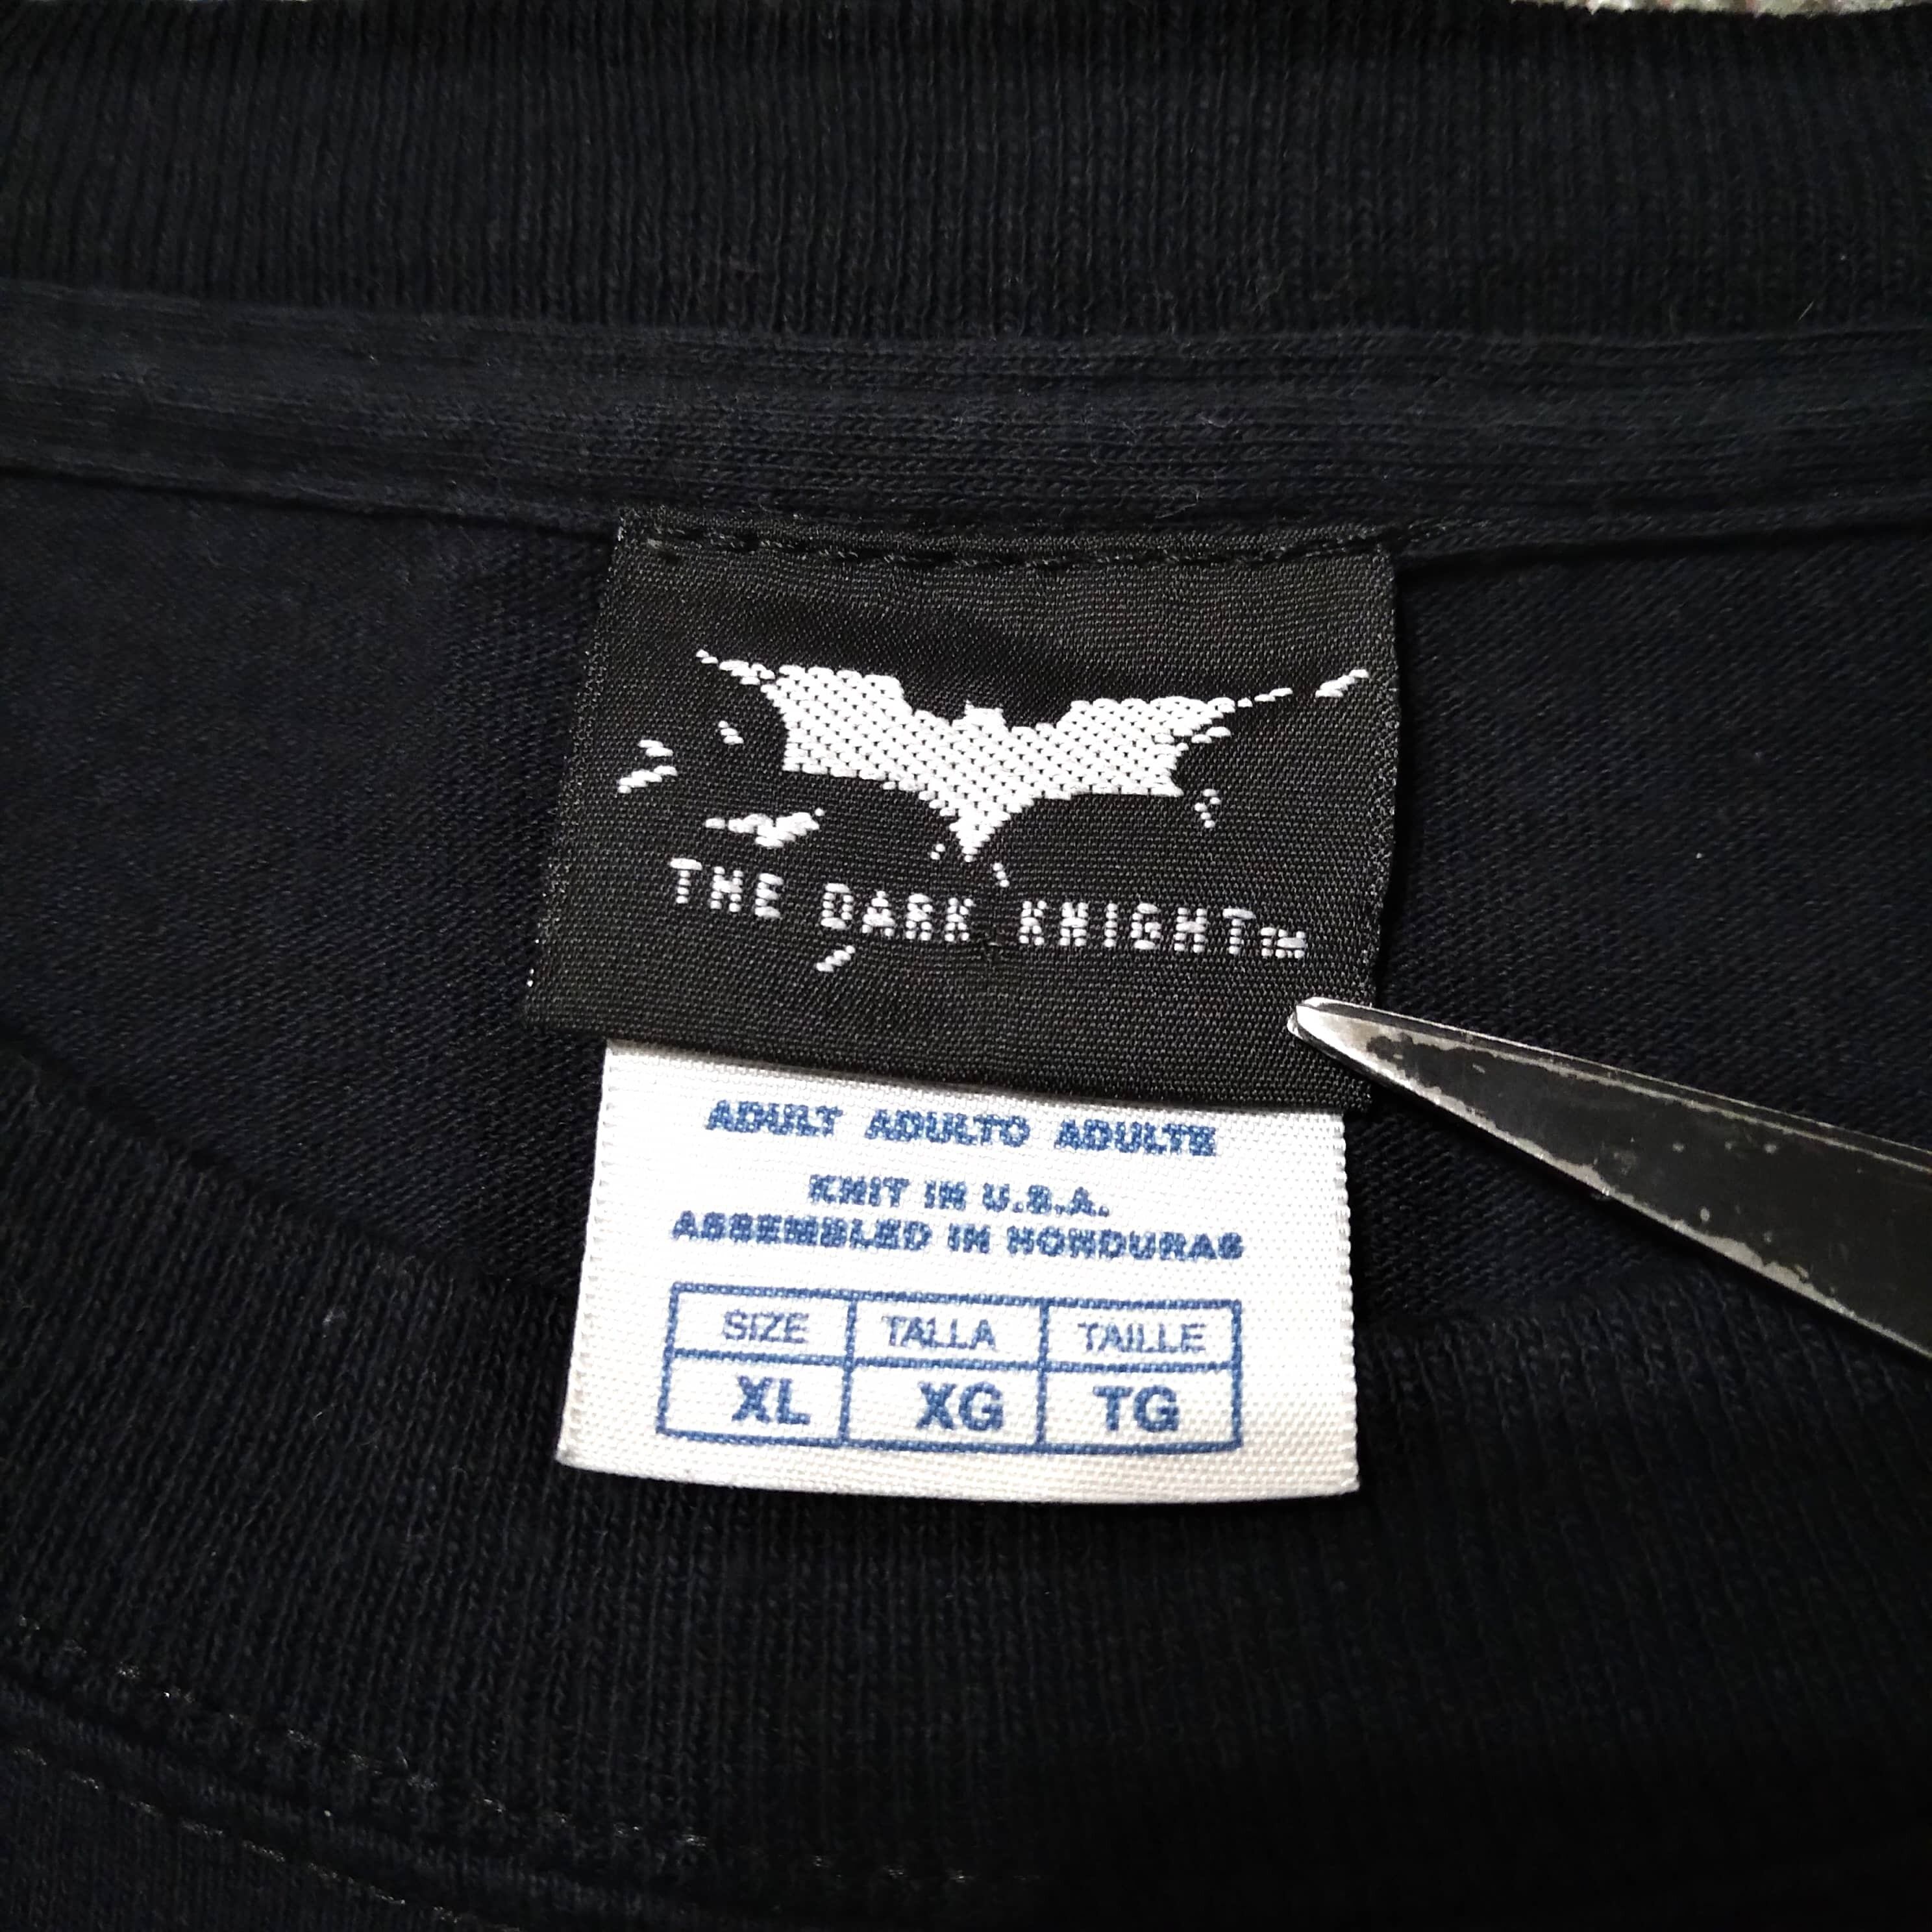 THE DARK KNIGHT™
ADULT ADULTO ADULTE
KNIT IN U.S.A.
ASSEMBLED IN HONDURAS
SIZE TALLA TAILLE
XL XG TG